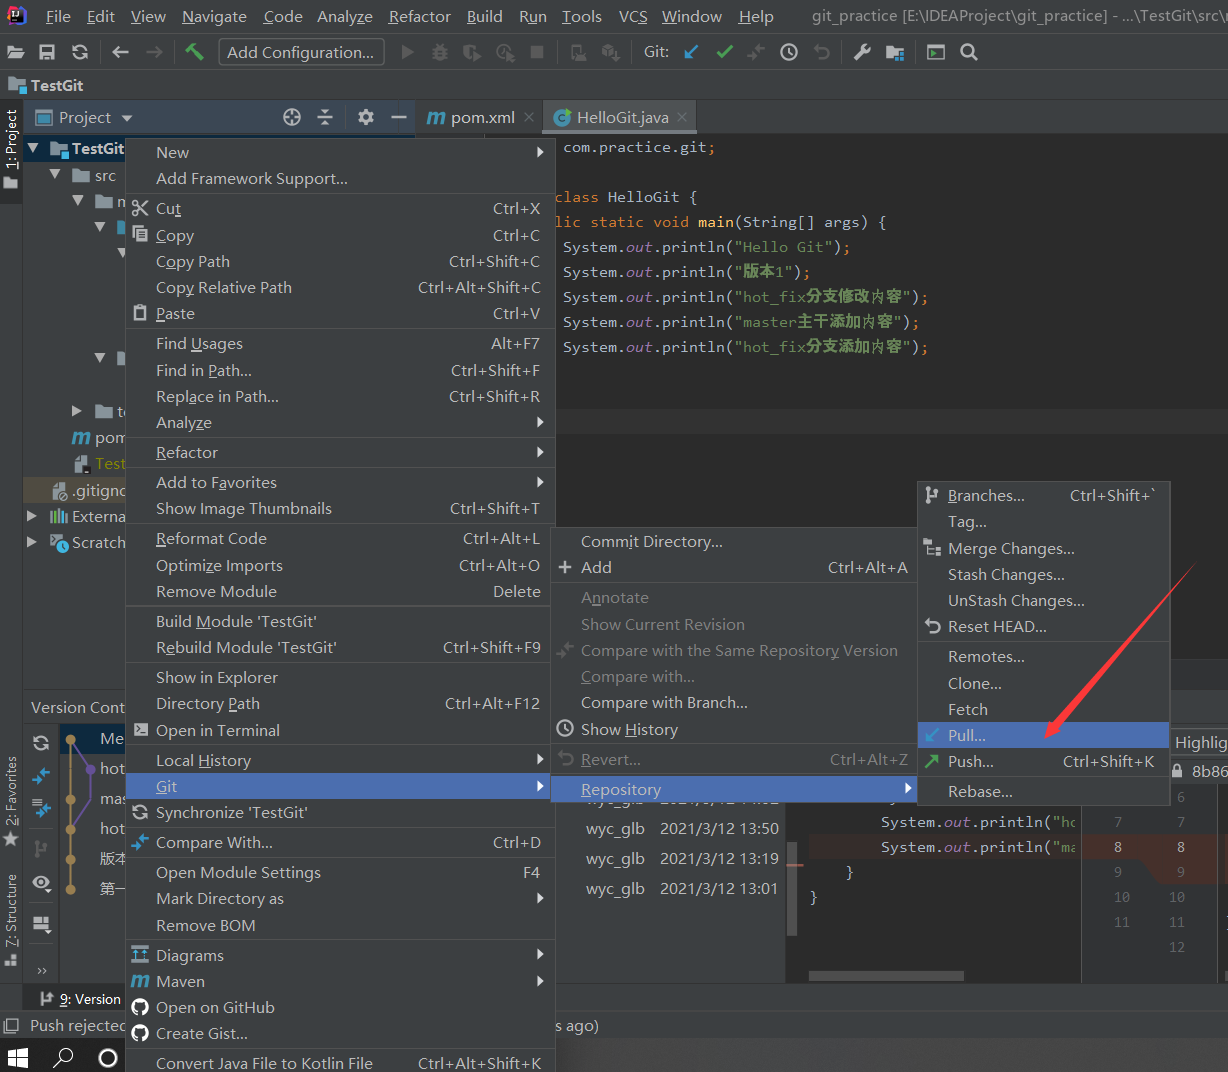 File Edit View Navigate Code Analyze Refactor Build Run Tools VCS Window Help git_practice [E:\IDEAProject\git_practice] - ...\TestGit\src\
Add Configuration... Git:
TestGit
Project
pom.xml
HelloGit.java
1: Project
TestGit
src
pom
Test
.gitigno
Externa
Scratch
com.practice.git;
class HelloGit {
lic static void main(String[] args) {
System.out.println("Hello Git");
System.out.println("版本1");
System.out.println("hot_fix分支修改内容");
System.out.println("master主干添加内容");
System.out.println("hot_fix分支添加内容");
New
Add Framework Support...
Cut Ctrl+X
Copy Ctrl+C
Copy Path Ctrl+Shift+C
Copy Relative Path Ctrl+Alt+Shift+C
Paste Ctrl+V
Find Usages Alt+F7
Find in Path... Ctrl+Shift+F
Replace in Path... Ctrl+Shift+R
Analyze
Refactor
Add to Favorites
Show Image Thumbnails Ctrl+Shift+T
Reformat Code Ctrl+Alt+L
Optimize Imports Ctrl+Alt+O
Remove Module Delete
Build Module 'TestGit'
Rebuild Module 'TestGit' Ctrl+Shift+F9
Show in Explorer
Directory Path Ctrl+Alt+F12
Open in Terminal
Local History
Git
Synchronize 'TestGit'
Compare With... Ctrl+D
Open Module Settings F4
Mark Directory as
Remove BOM
Diagrams
Maven
Open on GitHub
Create Gist...
Convert Java File to Kotlin File Ctrl+Alt+Shift+K
Commit Directory...
Add Ctrl+Alt+A
Annotate
Show Current Revision
Compare with the Same Repository Version
Compare with...
Compare with Branch...
Show History
Revert... Ctrl+Alt+Z
Repository
Branches... Ctrl+Shift+`
Tag...
Merge Changes...
Stash Changes...
UnStash Changes...
Reset HEAD...
Remotes...
Clone...
Fetch
Pull...
Push... Ctrl+Shift+K
Rebase...
Version Cont
Me
hot
mas
hot
版本
第一
2: Favorites
7: Structure
wyc_glb 2021/3/12 13:50
wyc_glb 2021/3/12 13:19
wyc_glb 2021/3/12 13:01
Highlig
8b86
6
System.out.println("ho 7 7
System.out.println("ma 8 8
} 9 9
} 10 10
11 11
12
9: Version
Push rejected
s ago)